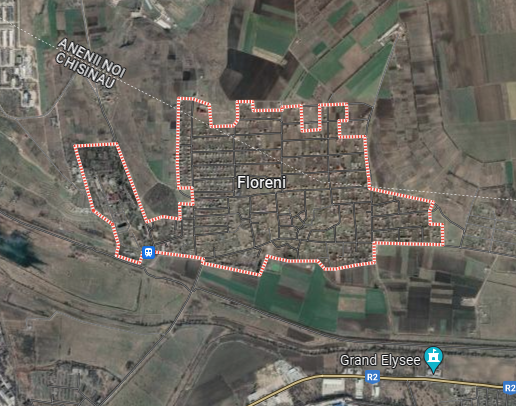 ANENII NOI
CHISINAU
Floreni
Grand Elysee
R2
R2